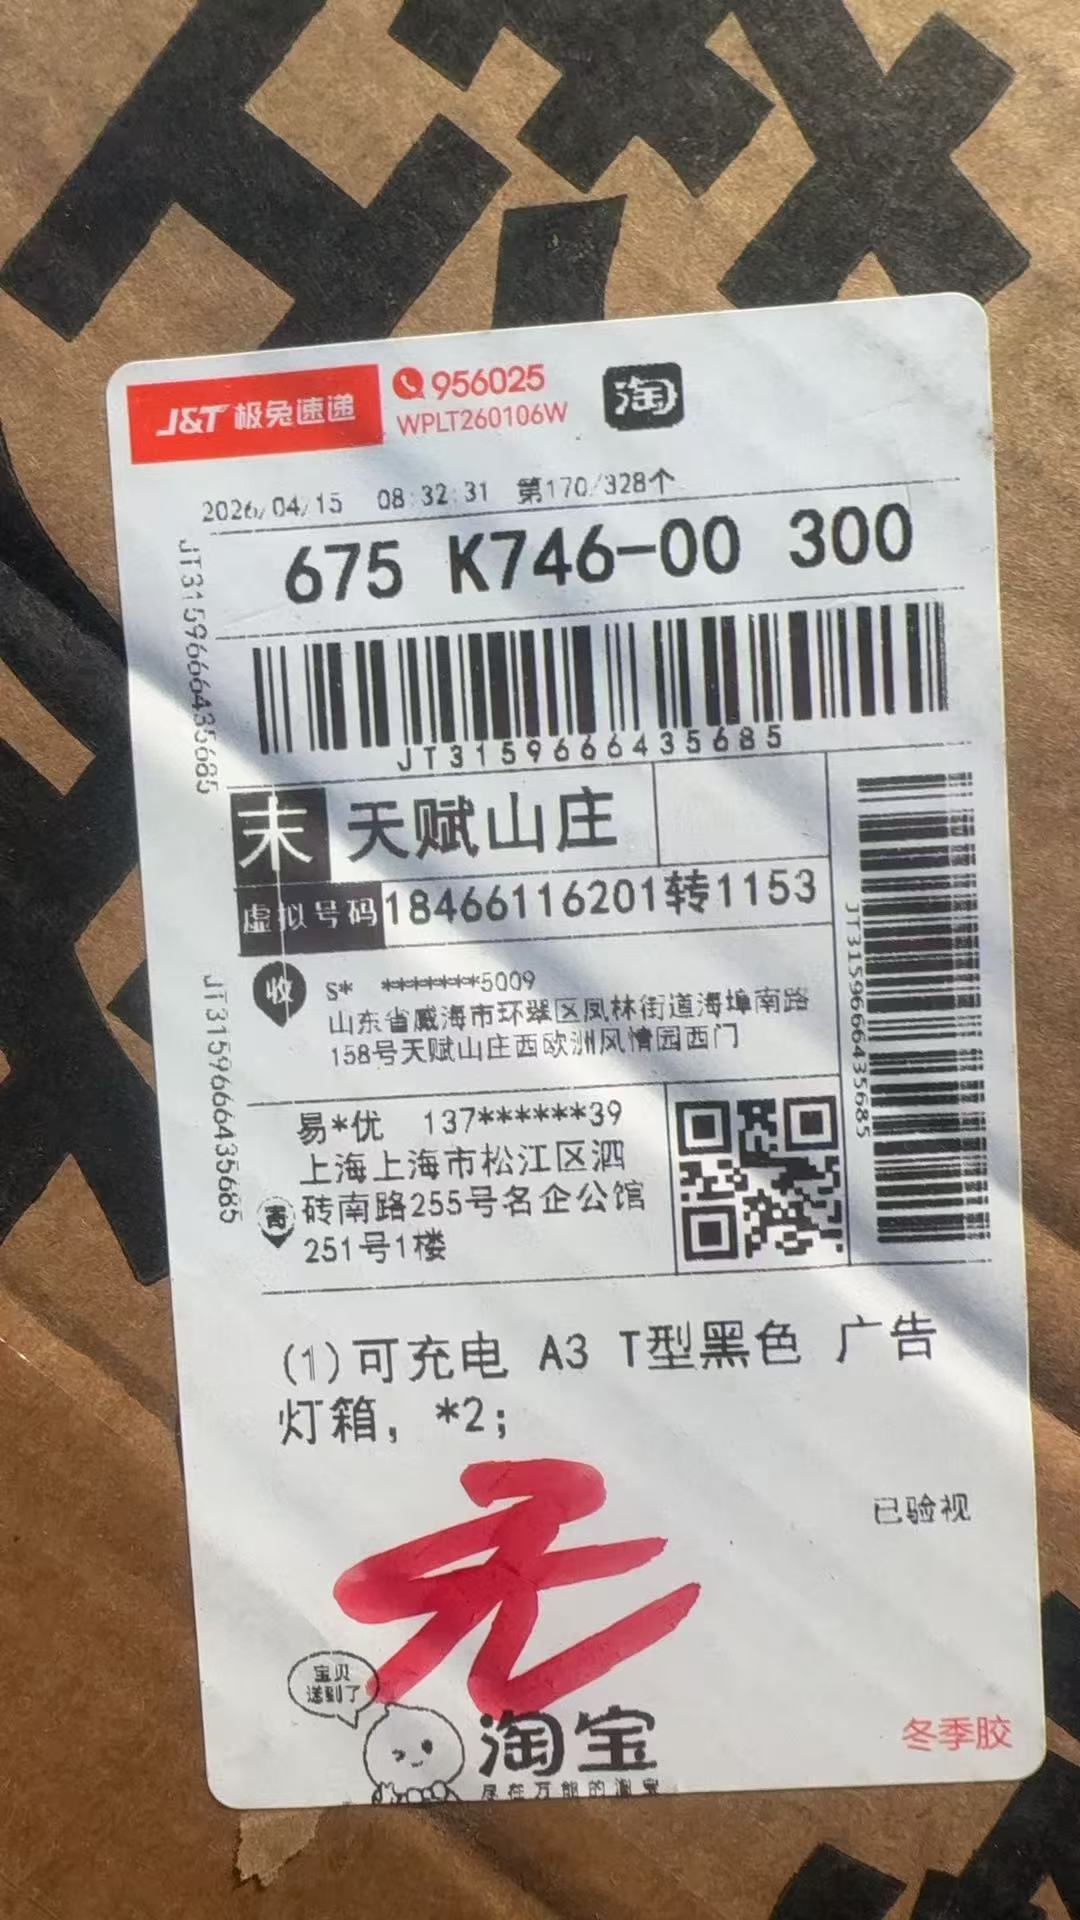 J&T 极兔速递
956025
WPLT260106W
淘
2026/04/15 08:32:31 第170/328个
675 K746-00 300
JT3159666435685
JT3159666435685
末 天赋山庄
虚拟号码 18466116201转1153
收 S* *******5009
山东省威海市环翠区凤林街道海埠南路
158号天赋山庄西欧洲风情园西门
JT3159666435685
JT3159666435685
易*优 137******39
上海上海市松江区泗
寄 砖南路255号名企公馆
251号1楼
(1)可充电 A3 T型黑色 广告
灯箱, *2;
已验视
无
宝贝
送到了
淘宝
尽在万能的淘宝
冬季胶